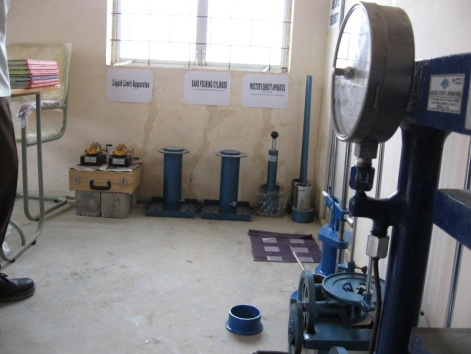 Liquid Limit Apparatus
SAND POURING CYLINDER
PROCTOR'S DENSITY APPARATUS